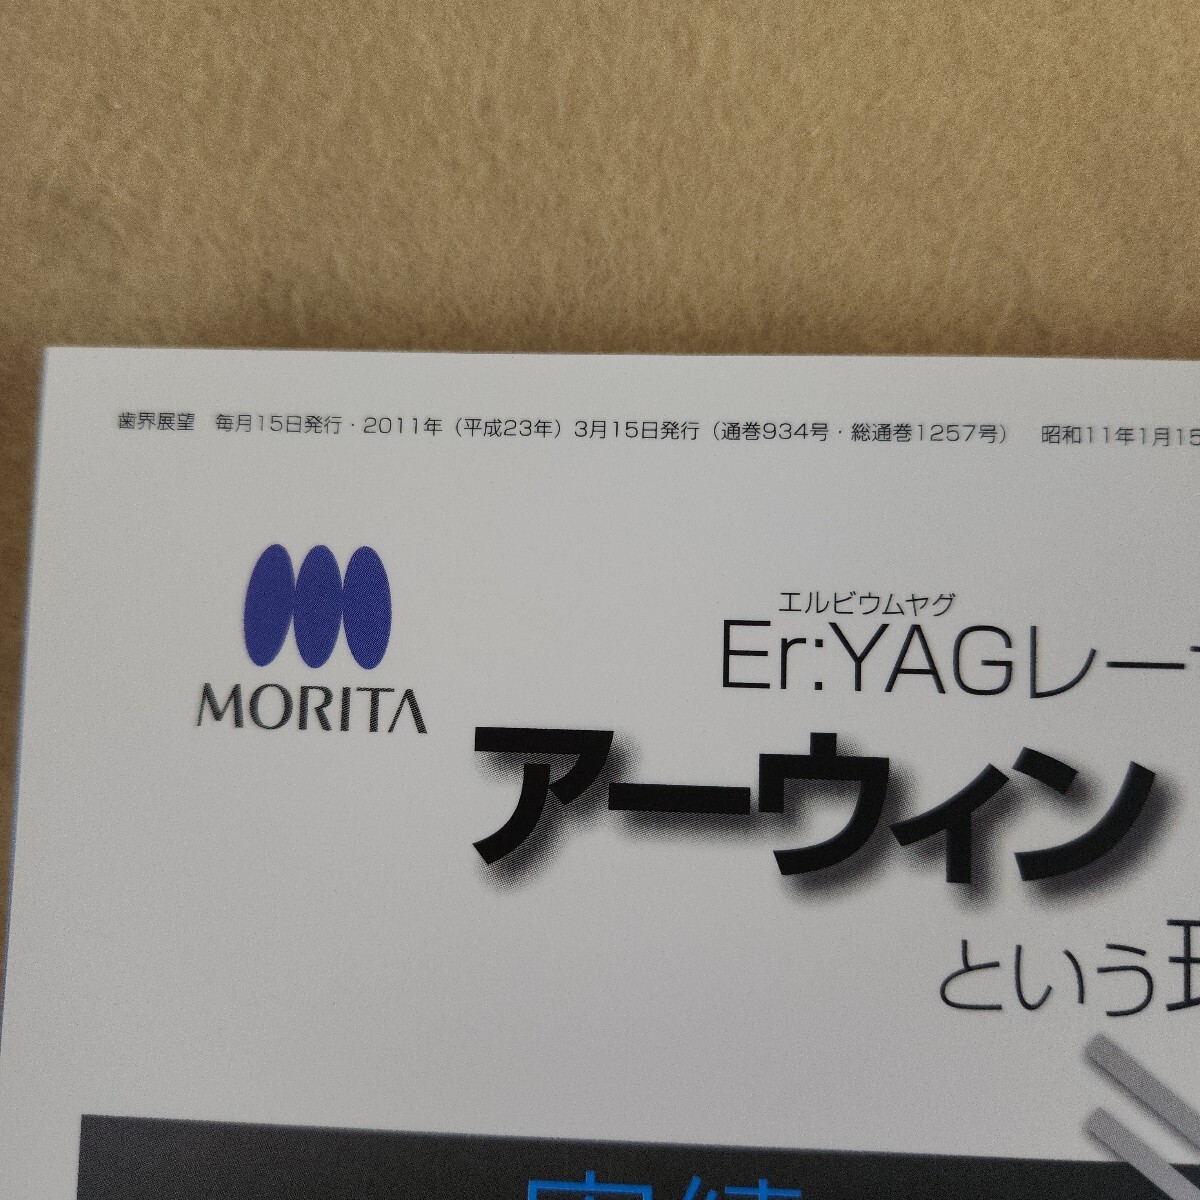 歯界展望　毎月15日発行・2011年（平成23年）3月15日発行（通巻934号・総通巻1257号）　昭和11年1月15
MORITA
エルビウムヤグ
Er:YAGレー
アーウィン
という
実績